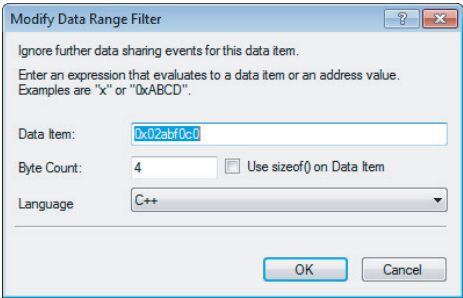 Modify Data Range Filter
Ignore further data sharing events for this data item.
Enter an expression that evaluates to a data item or an address value.
Examples are "x" or "0xABCD".
Data Item: 0x02abf0c0
Byte Count: 4 Use sizeof() on Data Item
Language C++
OK Cancel